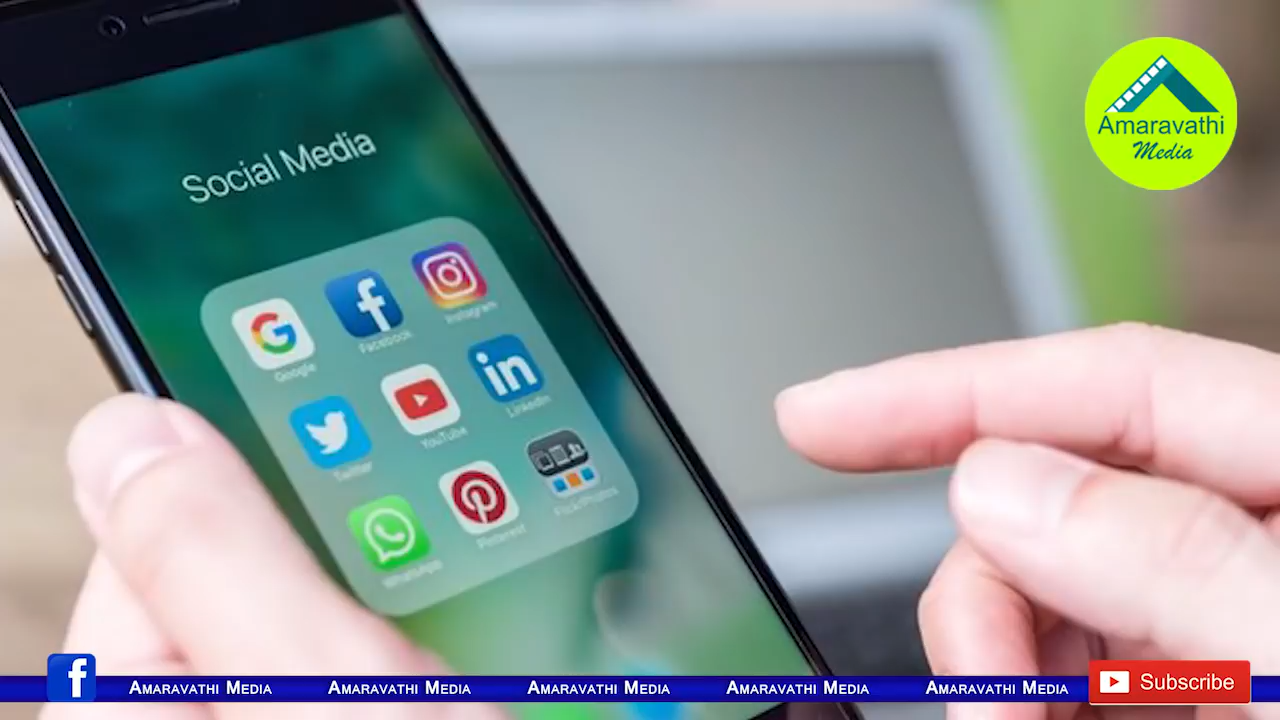 Social Media
Google
Facebook
Instagram
Twitter
YouTube
LinkedIn
WhatsApp
Pinterest
FlickrPhotos
Amaravathi
Media
Amaravathi Media Amaravathi Media Amaravathi Media Amaravathi Media Amaravathi Media
Subscribe